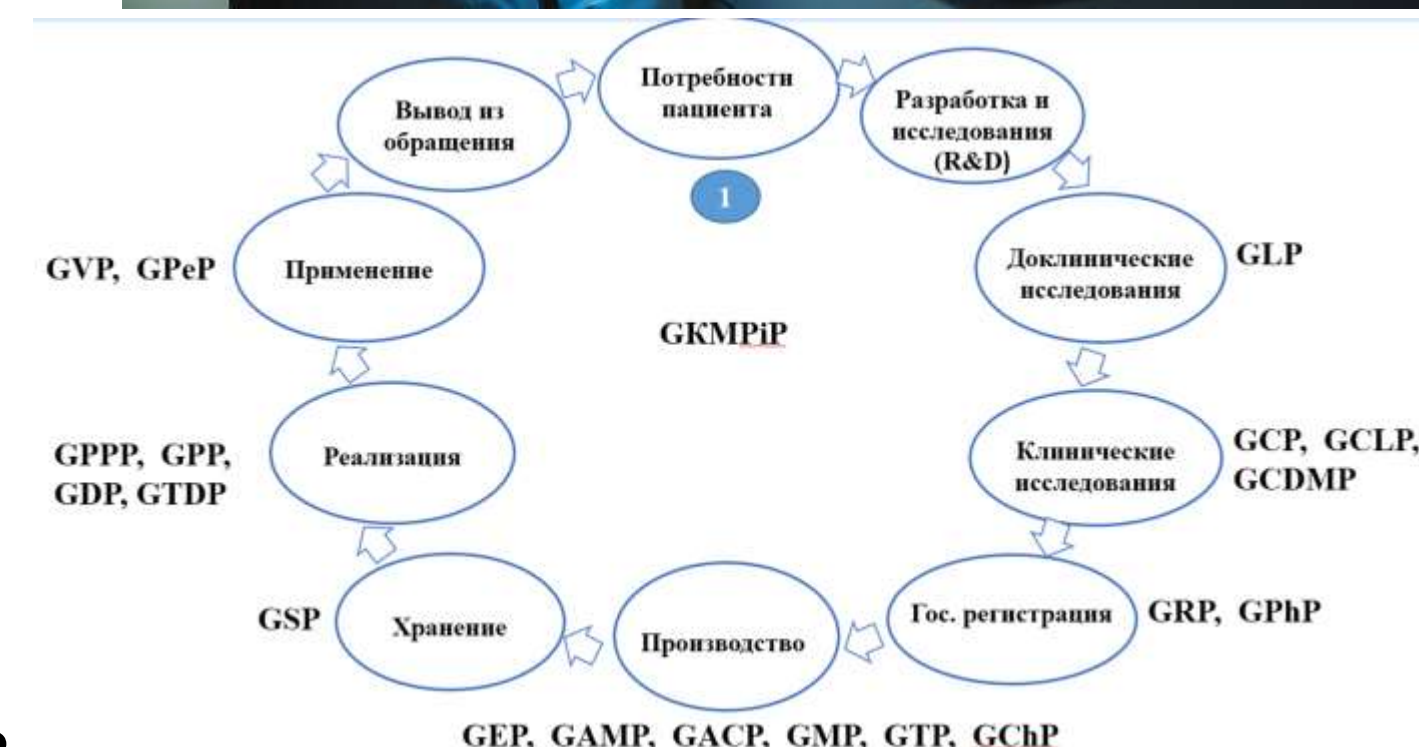 Потребности
пациента
1
Разработка и
исследования
(R&D)
Доклинические
исследования
GLP
Клинические
исследования
GCP, GCLP,
GCDMP
Гос. регистрация
GRP, GPhP
Производство
GEP, GAMP, GACP, GMP, GTP, GChP
Хранение
GSP
Реализация
GPPP, GPP,
GDP, GTDP
Применение
GVP, GPeP
Вывод из
обращения
GKMPiP